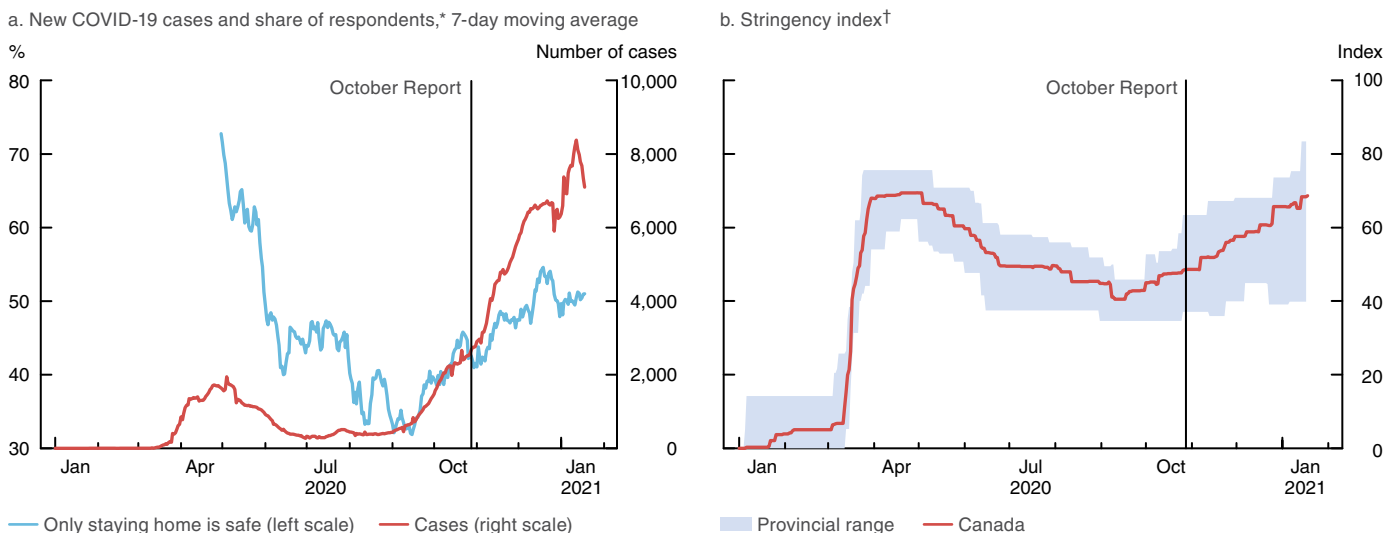 a. New COVID-19 cases and share of respondents,* 7-day moving average
% Number of cases
80 10,000
October Report
70 8,000
60 6,000
50 4,000
40 2,000
30 0
Jan Apr Jul Oct Jan
2020 2021
Only staying home is safe (left scale) Cases (right scale)
b. Stringency index†
Index
100
October Report
80
60
40
20
0
Jan Apr Jul Oct Jan
2020 2021
Provincial range Canada